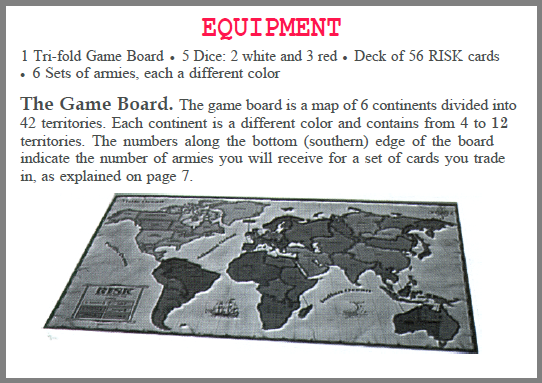 EQUIPMENT
1 Tri-fold Game Board • 5 Dice: 2 white and 3 red • Deck of 56 RISK cards
• 6 Sets of armies, each a different color
The Game Board. The game board is a map of 6 continents divided into
42 territories. Each continent is a different color and contains from 4 to 12
territories. The numbers along the bottom (southern) edge of the board
indicate the number of armies you will receive for a set of cards you trade
in, as explained on page 7.
RISK